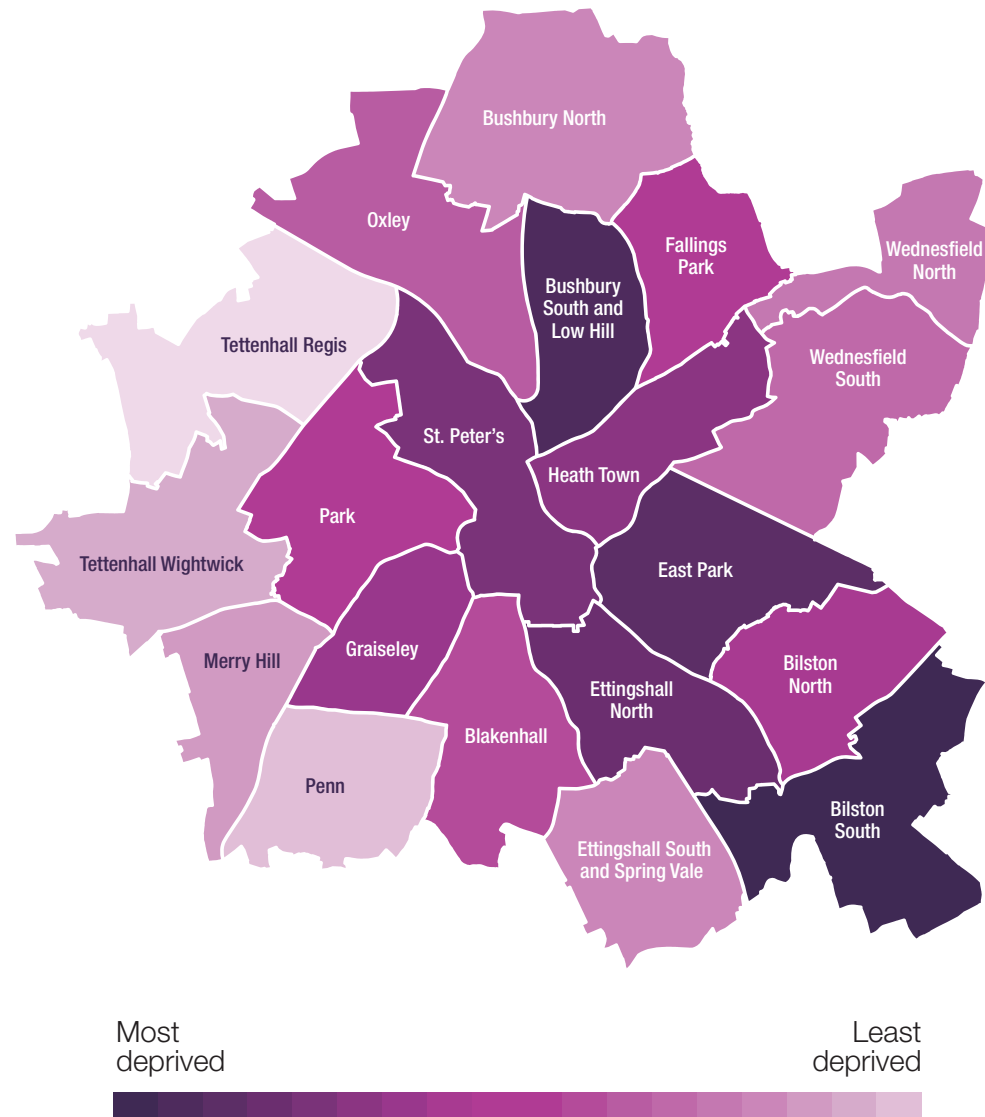 Bushbury North
Oxley
Fallings
Park
Wednesfield
North
Bushbury
South and
Low Hill
Tettenhall Regis
Wednesfield
South
St. Peter's
Heath Town
Park
Tettenhall Wightwick
East Park
Graiseley
Merry Hill
Bilston
North
Ettingshall
North
Blakenhall
Penn
Bilston
South
Ettingshall South
and Spring Vale
Most
deprived
Least
deprived